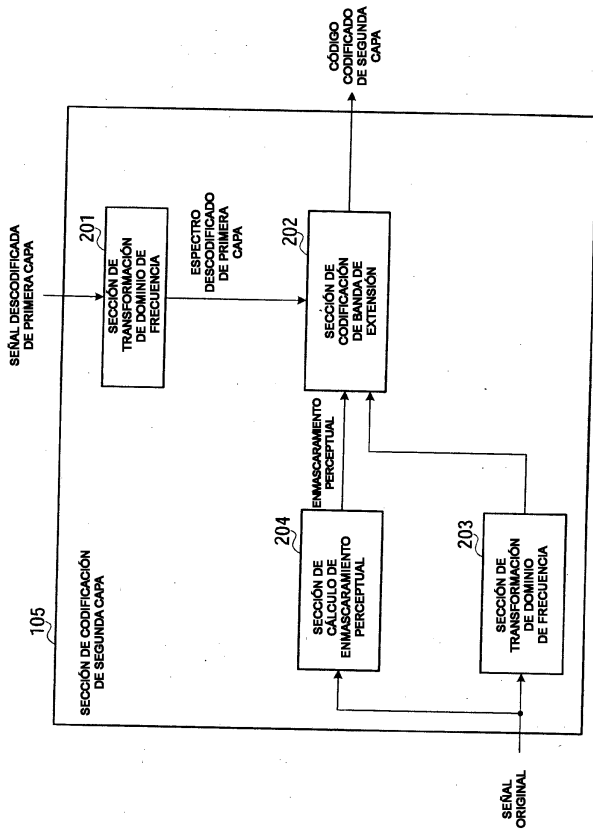 105
SECCIÓN DE CODIFICACIÓN
DE SEGUNDA CAPA
SEÑAL DESCODIFICADA
DE PRIMERA CAPA
201
SECCIÓN DE
TRANSFORMACIÓN
DE DOMINIO DE
FRECUENCIA
ESPECTRO
DESCODIFICADO
DE PRIMERA
CAPA
204
SECCIÓN DE
CÁLCULO DE
ENMASCARAMIENTO
PERCEPTUAL
ENMASCARAMIENTO
PERCEPTUAL
202
SECCIÓN DE
CODIFICACIÓN DE
BANDA DE
EXTENSIÓN
CÓDIGO
CODIFICADO
DE SEGUNDA
CAPA
203
SECCIÓN DE
TRANSFORMACIÓN
DE DOMINIO
DE FRECUENCIA
SEÑAL
ORIGINAL